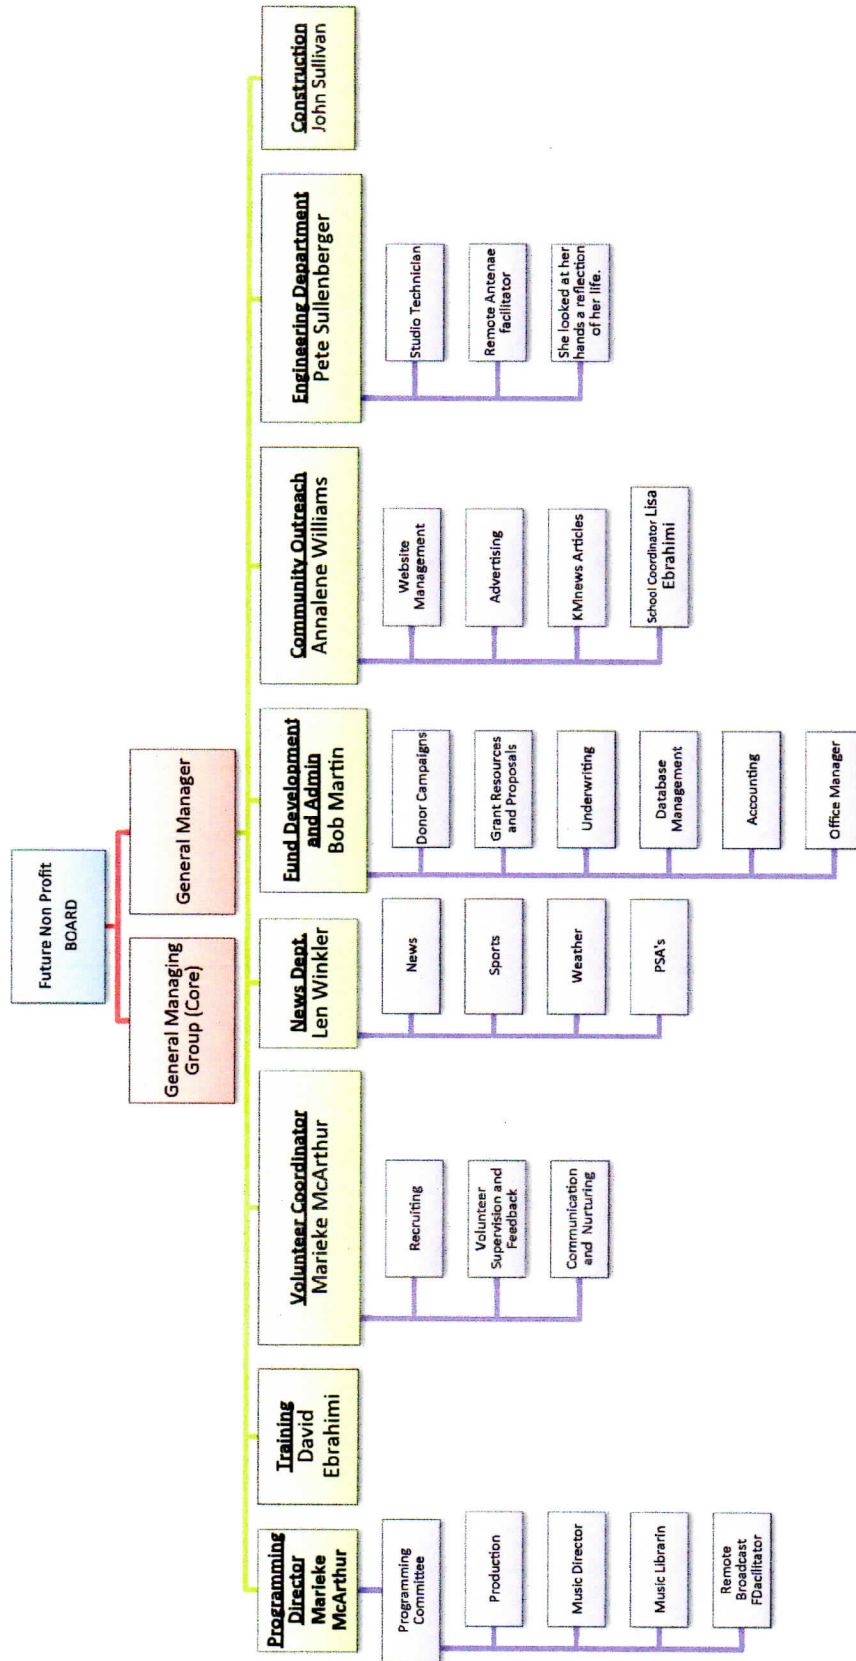 Future Non Profit
BOARD
General Managing
Group (Core)
General Manager
Programming
Director
Marieke
McArthur
Programming
Committee
Production
Music Director
Music Librarin
Remote
Broadcast
FDacilitator
Training
David
Ebrahimi
Volunteer Coordinator
Marieke McArthur
Recruiting
Volunteer
Supervision and
Feedback
Communication
and Nurturing
News Dept.
Len Winkler
News
Sports
Weather
PSA's
Fund Development
and Admin
Bob Martin
Donor Campaigns
Grant Resources
and Proposals
Underwriting
Database
Management
Accounting
Office Manager
Community Outreach
Annalene Williams
Website
Management
Advertising
KMnews Articles
School Coordinator Lisa
Ebrahimi
Engineering Department
Pete Sullenberger
Studio Technician
Remote Antenae
facilitator
She looked at her
hands a reflection
of her life.
Construction
John Sullivan